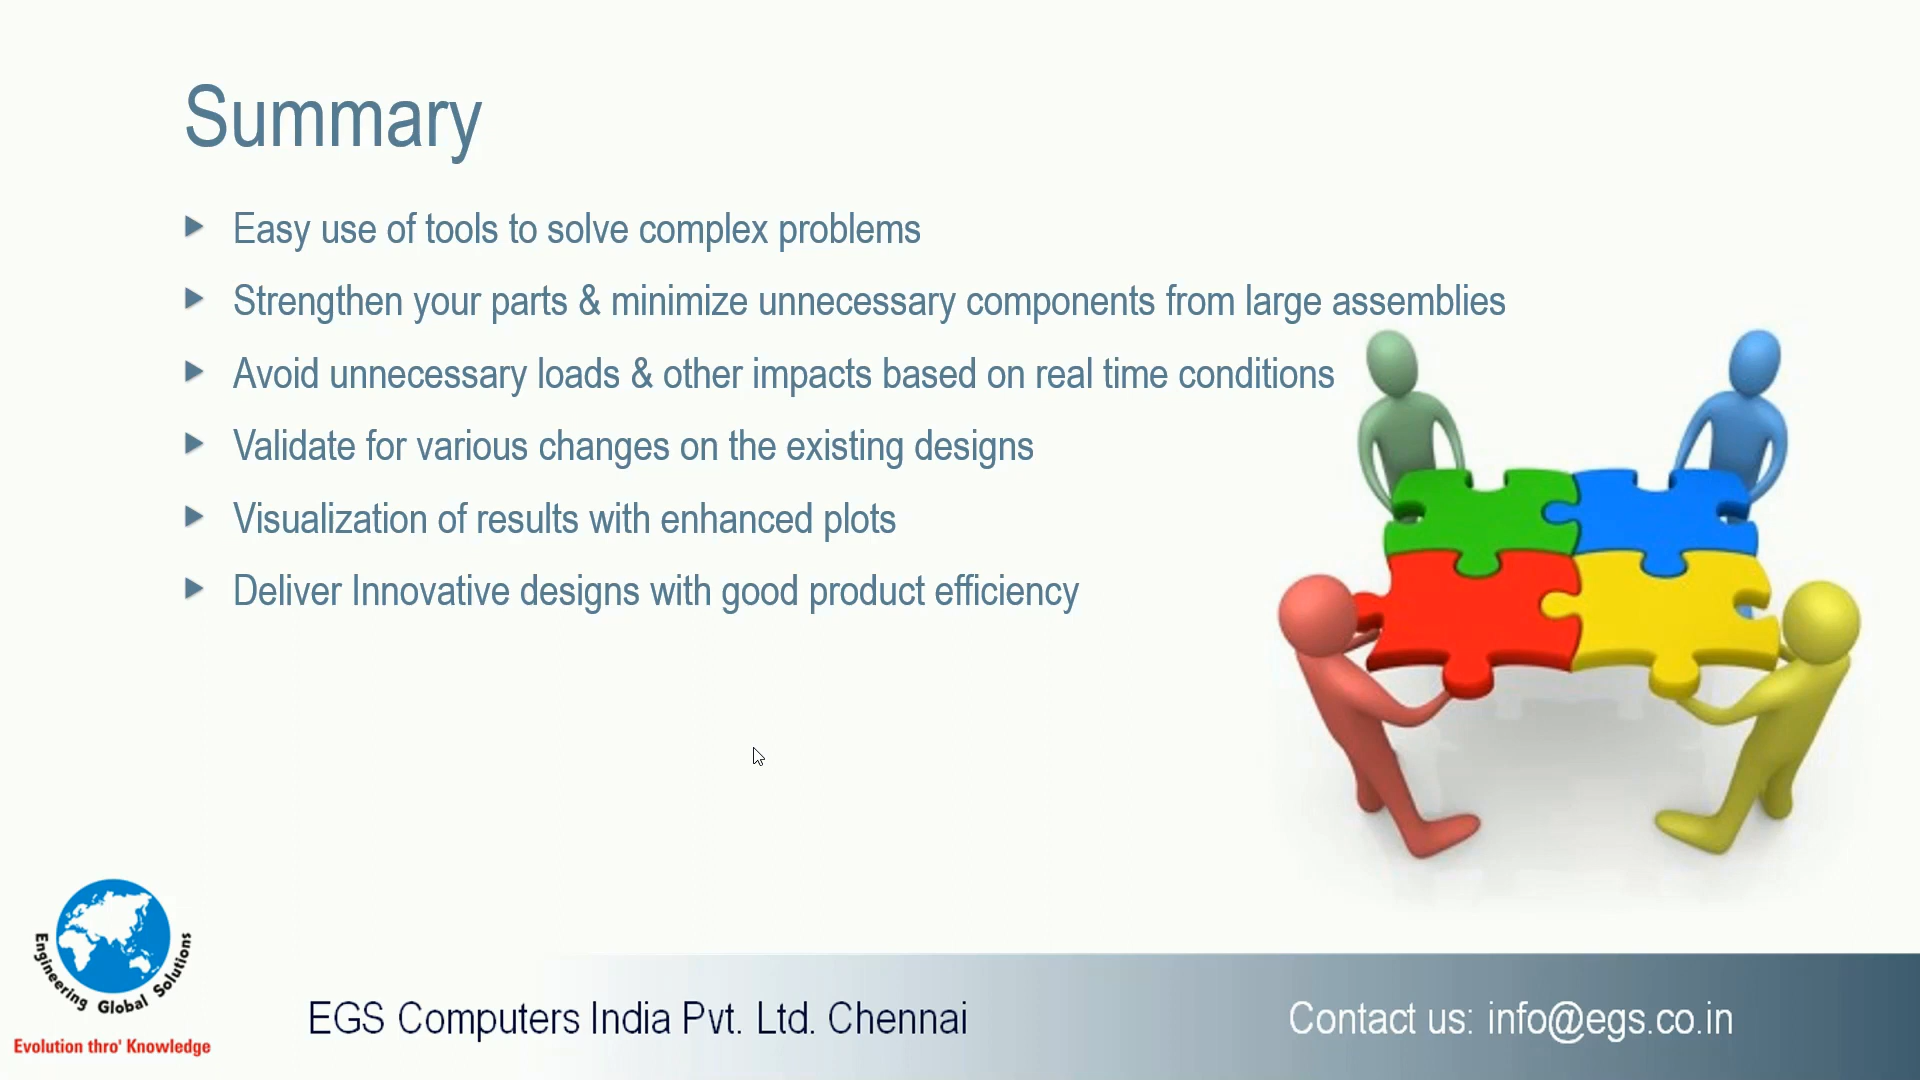 Summary
Easy use of tools to solve complex problems
Strengthen your parts & minimize unnecessary components from large assemblies
Avoid unnecessary loads & other impacts based on real time conditions
Validate for various changes on the existing designs
Visualization of results with enhanced plots
Deliver Innovative designs with good product efficiency
Engineering Global Solutions
Evolution thro' Knowledge
EGS Computers India Pvt. Ltd. Chennai
Contact us: info@egs.co.in